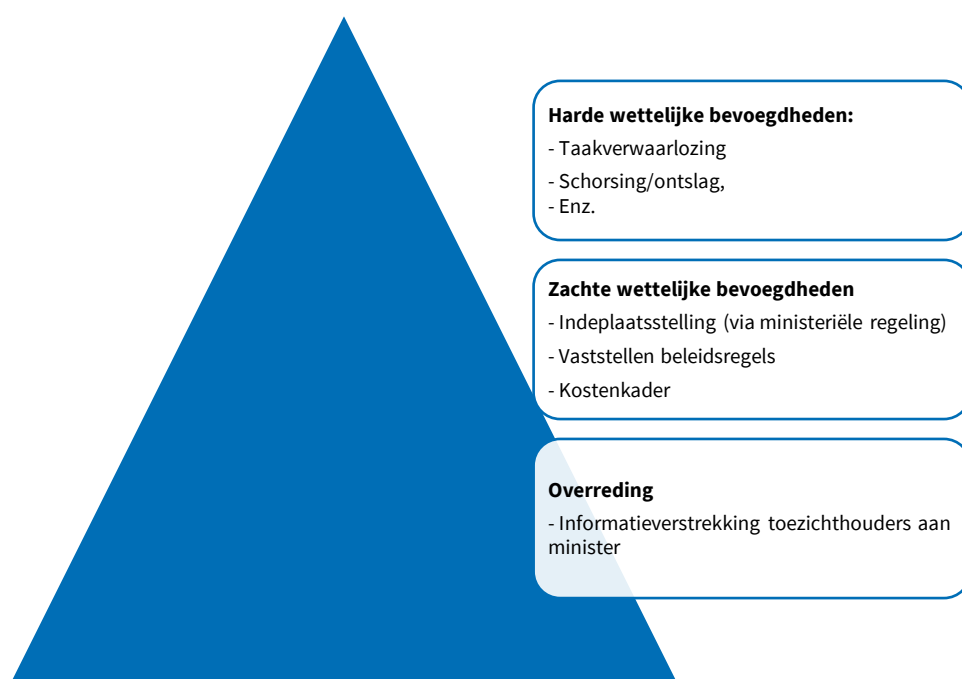 Harde wettelijke bevoegdheden:
- Taakverwaarlozing
- Schorsing/ontslag,
- Enz.
Zachte wettelijke bevoegdheden
- Indeplaatsstelling (via ministeriële regeling)
- Vaststellen beleidsregels
- Kostenkader
Overreding
- Informatieverstrekking toezichthouders aan
minister